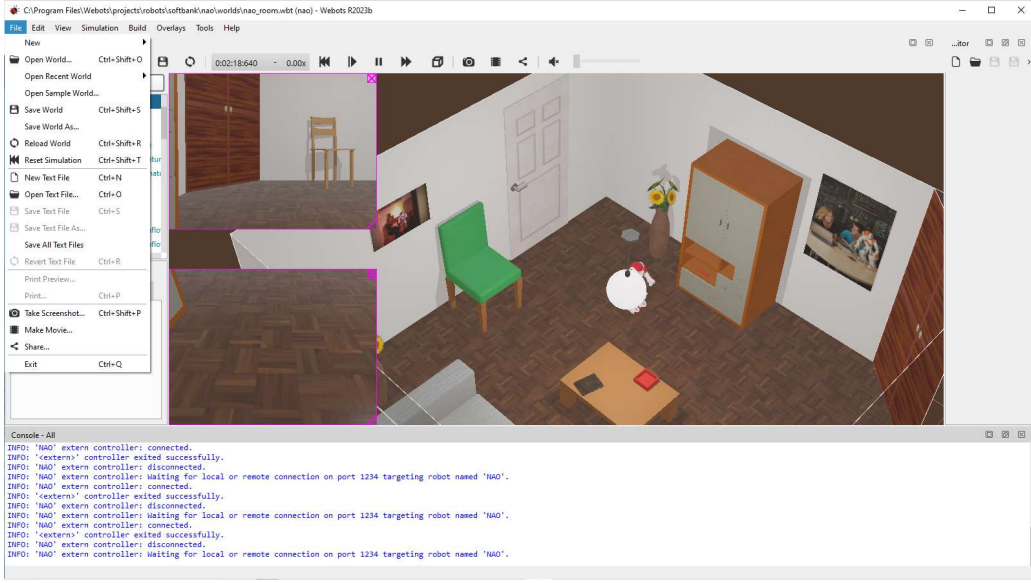 C:\Program Files\Webots\projects\robots\softbank\nao\worlds\nao_room.wbt (nao) - Webots R2023b
File Edit View Simulation Build Overlays Tools Help
...itor
0:02:18:640 - 0.00x
New
Open World... Ctrl+Shift+O
Open Recent World
Open Sample World...
Save World Ctrl+Shift+S
Save World As...
Reload World Ctrl+Shift+R
Reset Simulation Ctrl+Shift+T
New Text File Ctrl+N
Open Text File... Ctrl+O
Save Text File Ctrl+S
Save Text File As...
Save All Text Files
Revert Text File Ctrl+R
Print Preview...
Print... Ctrl+P
Take Screenshot... Ctrl+Shift+P
Make Movie...
Share...
Exit Ctrl+Q
Console - All
INFO: 'NAO' extern controller: connected.
INFO: '<extern>' controller exited successfully.
INFO: 'NAO' extern controller: disconnected.
INFO: 'NAO' extern controller: Waiting for local or remote connection on port 1234 targeting robot named 'NAO'.
INFO: 'NAO' extern controller: connected.
INFO: '<extern>' controller exited successfully.
INFO: 'NAO' extern controller: disconnected.
INFO: 'NAO' extern controller: Waiting for local or remote connection on port 1234 targeting robot named 'NAO'.
INFO: 'NAO' extern controller: connected.
INFO: '<extern>' controller exited successfully.
INFO: 'NAO' extern controller: disconnected.
INFO: 'NAO' extern controller: Waiting for local or remote connection on port 1234 targeting robot named 'NAO'.